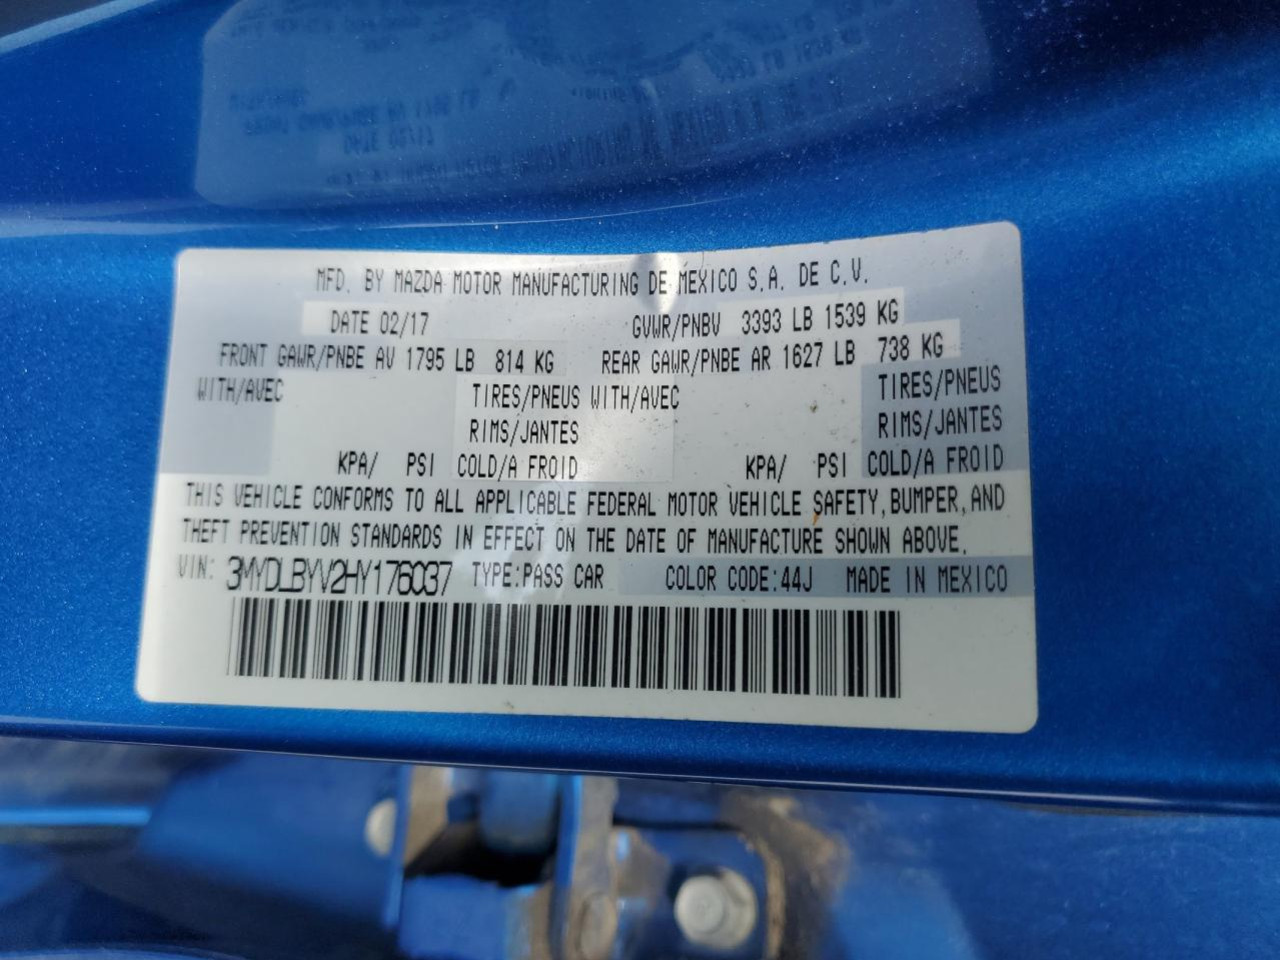 MFD. BY MAZDA MOTOR MANUFACTURING DE MEXICO S.A. DE C.V.
DATE 02/17 GVWR/PNBV 3393 LB 1539 KG
FRONT GAWR/PNBE AV 1795 LB 814 KG REAR GAWR/PNBE AR 1627 LB 738 KG
WITH/AVEC TIRES/PNEUS WITH/AVEC TIRES/PNEUS
RIMS/JANTES RIMS/JANTES
KPA/ PSI COLD/A FROID KPA/ PSI COLD/A FROID
THIS VEHICLE CONFORMS TO ALL APPLICABLE FEDERAL MOTOR VEHICLE SAFETY, BUMPER, AND
THEFT PREVENTION STANDARDS IN EFFECT ON THE DATE OF MANUFACTURE SHOWN ABOVE.
VIN: 3MYDLBYV2HY176037 TYPE:PASS CAR COLOR CODE:44J MADE IN MEXICO